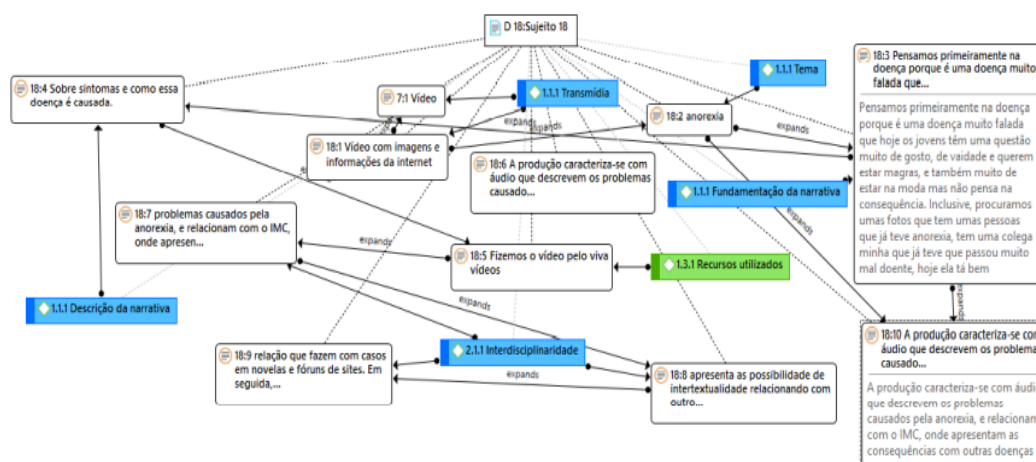 D 18:Sujeito 18
18:4 Sobre sintomas e como essa
doença é causada.
7:1 Vídeo
1.1.1 Transmídia
1.1.1 Tema
18:3 Pensamos primeiramente na
doença porque é uma doença muito
falada que...
Pensamos primeiramente na doença
porque é uma doença muito falada
que hoje os jovens têm uma questão
muito de gosto, de vaidade e querem
estar magras, e também muito de
estar na moda mas não pensa na
consequência. Inclusive, procuramos
umas fotos que tem umas pessoas
que já teve anorexia, tem uma colega
minha que já teve que passou muito
mal doente, hoje ela tá bem
18:2 anorexia
expands
expands
expands
expands
18:1 Vídeo com imagens e
informações da internet
18:6 A produção caracteriza-se com
áudio que descrevem os problemas
causado...
1.1.1 Fundamentação da narrativa
expands
18:7 problemas causados pela
anorexia, e relacionam com o IMC,
onde apresen...
expands
18:5 Fizemos o vídeo pelo viva
vídeos
1.3.1 Recursos utilizados
expands
expands
1.1.1 Descrição da narrativa
18:9 relação que fazem com casos
em novelas e fóruns de sites. Em
seguida,...
2.1.1 Interdisciplinaridade
expands
18:8 apresenta as possibilidade de
intertextualidade relacionando com
outro...
18:10 A produção caracteriza-se com
áudio que descrevem os problema
causado...
A produção caracteriza-se com áudi
que descrevem os problemas
causados pela anorexia, e relacionam
com o IMC, onde apresentam as
consequências com outras doenças